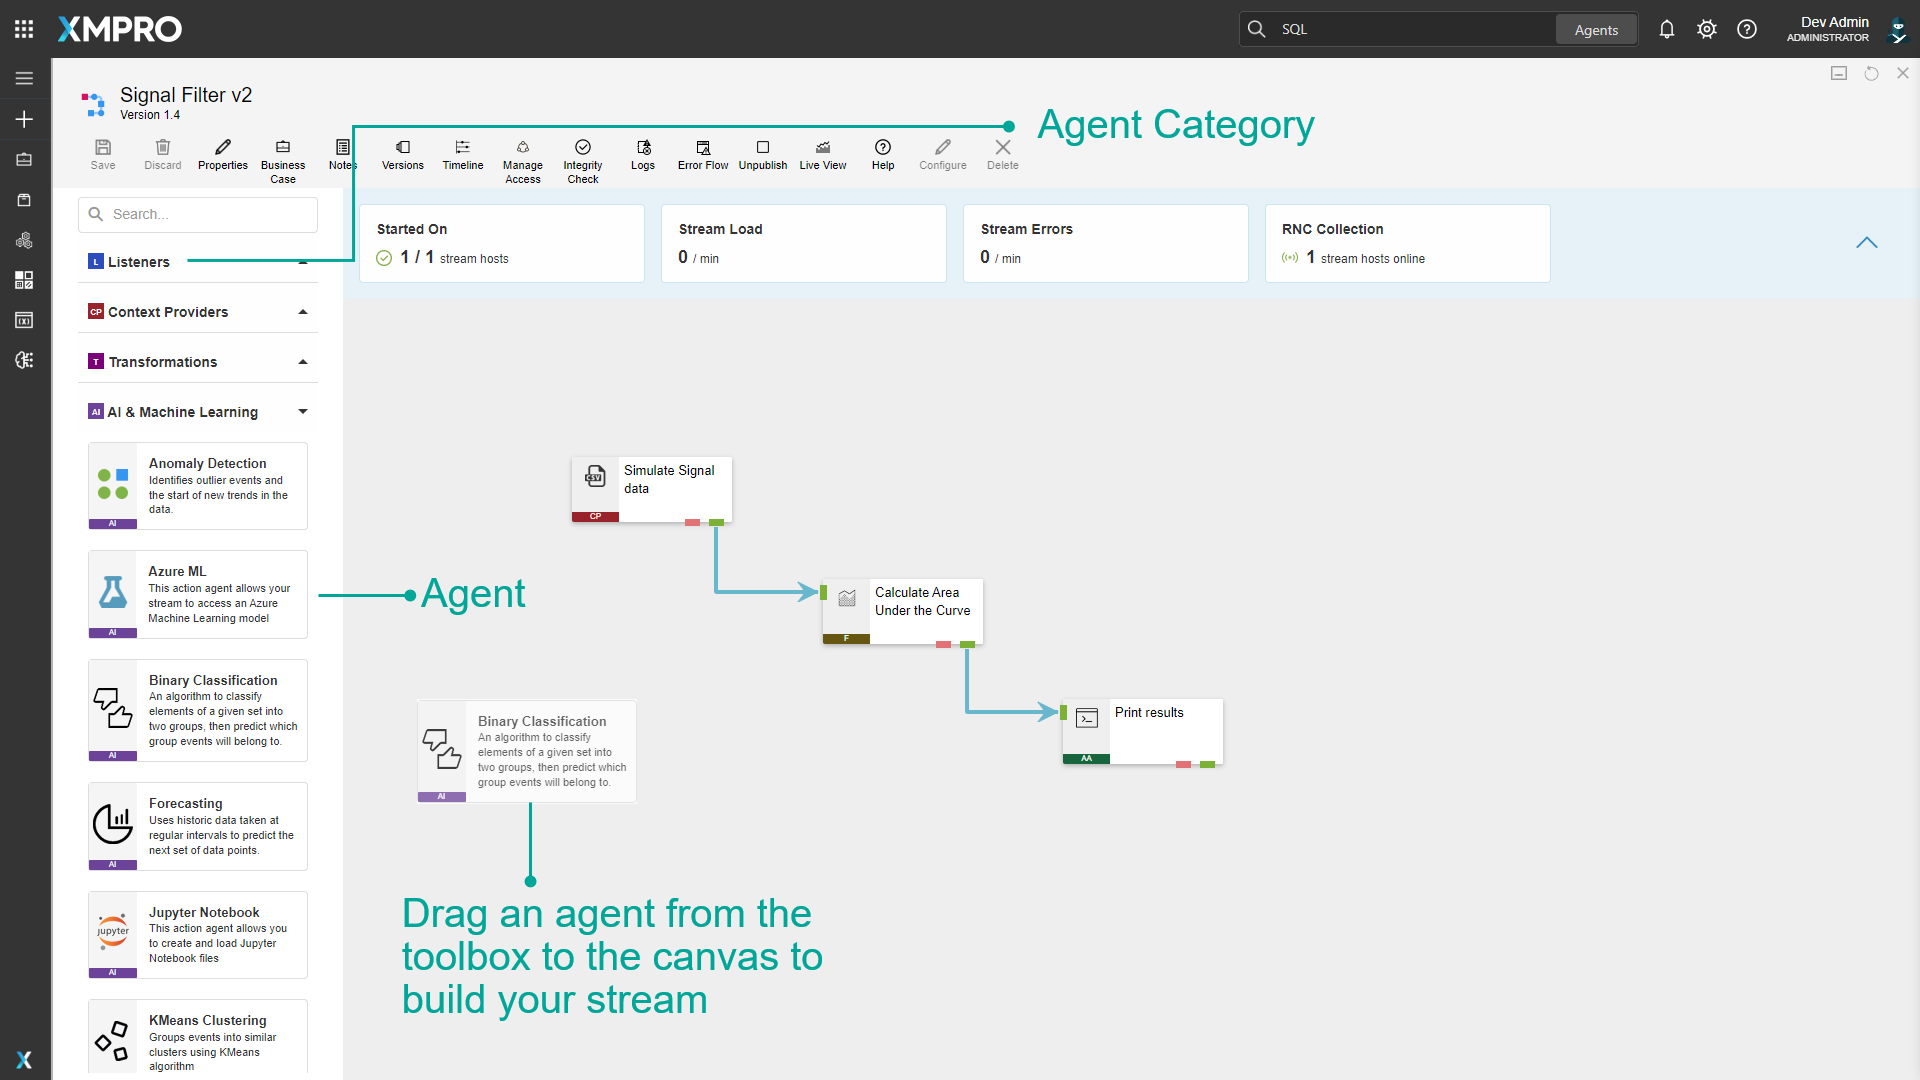 XMPRO
SQL
Agents
Dev Admin
ADMINISTRATOR
Signal Filter v2
Version 1.4
Agent Category
Save
Discard
Properties
Business
Case
Notes
Versions
Timeline
Manage
Access
Integrity
Check
Logs
Error Flow
Unpublish
Live View
Help
Configure
Delete
Search...
L Listeners
CP Context Providers
T Transformations
AI AI & Machine Learning
Started On
1 / 1 stream hosts
Stream Load
0 / min
Stream Errors
0 / min
RNC Collection
1 stream hosts online
Anomaly Detection
Identifies outlier events and
the start of new trends in the
data.
AI
Azure ML
This action agent allows your
stream to access an Azure
Machine Learning model
AI
Binary Classification
An algorithm to classify
elements of a given set into
two groups, then predict which
group events will belong to.
AI
Forecasting
Uses historic data taken at
regular intervals to predict the
next set of data points.
AI
jupyter
Jupyter Notebook
This action agent allows you
to create and load Jupyter
Notebook files
AI
KMeans Clustering
Groups events into similar
clusters using KMeans
algorithm
Agent
CSV
Simulate Signal
data
CP
Calculate Area
Under the Curve
F
Print results
AA
Binary Classification
An algorithm to classify
elements of a given set into
two groups, then predict which
group events will belong to.
AI
Drag an agent from the
toolbox to the canvas to
build your stream
X